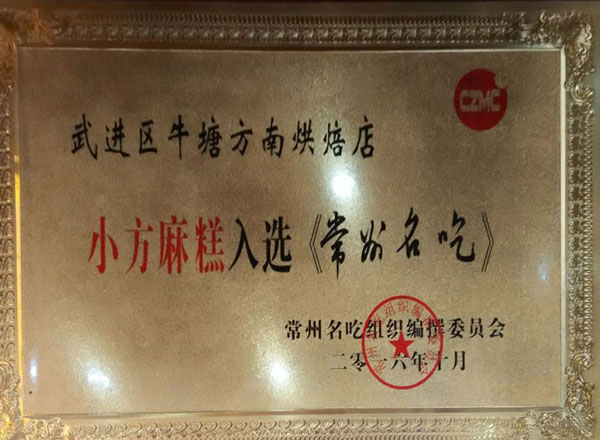 CZMC
武进区牛塘方南烘焙店
小方麻糕入选《常州名吃》
常州名吃组织编撰委员会
二零一六年十月